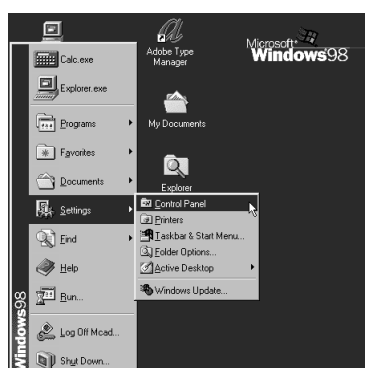 Calc.exe
Explorer.exe
Programs
Favorites
Documents
Settings
Find
Help
Run...
Log Off Mcad...
Shut Down...
Windows98
Adobe Type
Manager
My Documents
Explorer
Microsoft
Windows98
Control Panel
Printers
Taskbar & Start Menu...
Folder Options...
Active Desktop
Windows Update...